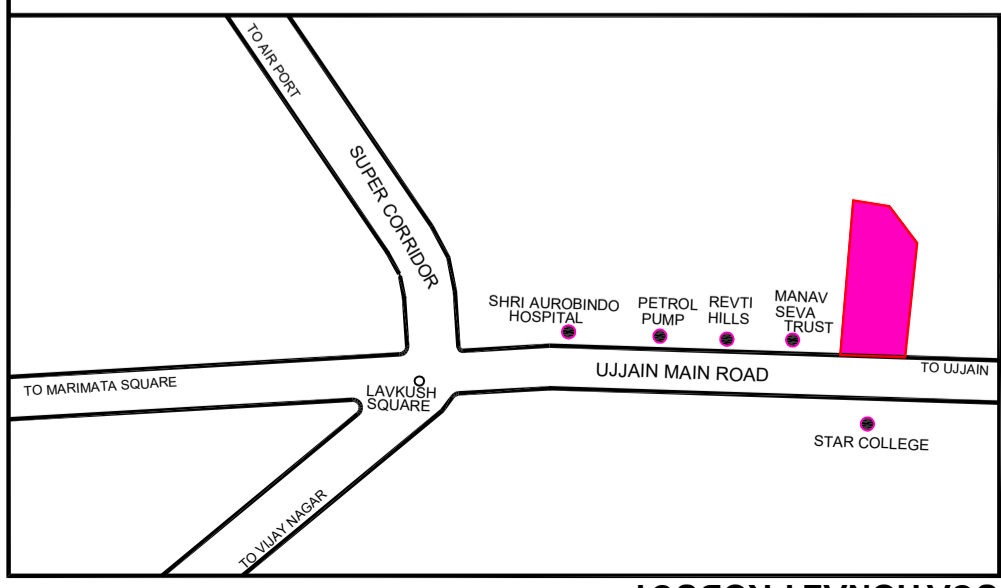 TO AIR PORT
SUPER CORRIDOR
SHRI AUROBINDO
HOSPITAL
PETROL
PUMP
REVTI
HILLS
MANAV
SEVA
TRUST
TO MARIMATA SQUARE
LAVKUSH
SQUARE
UJJAIN MAIN ROAD
TO UJJAIN
STAR COLLEGE
TO VIJAY NAGAR